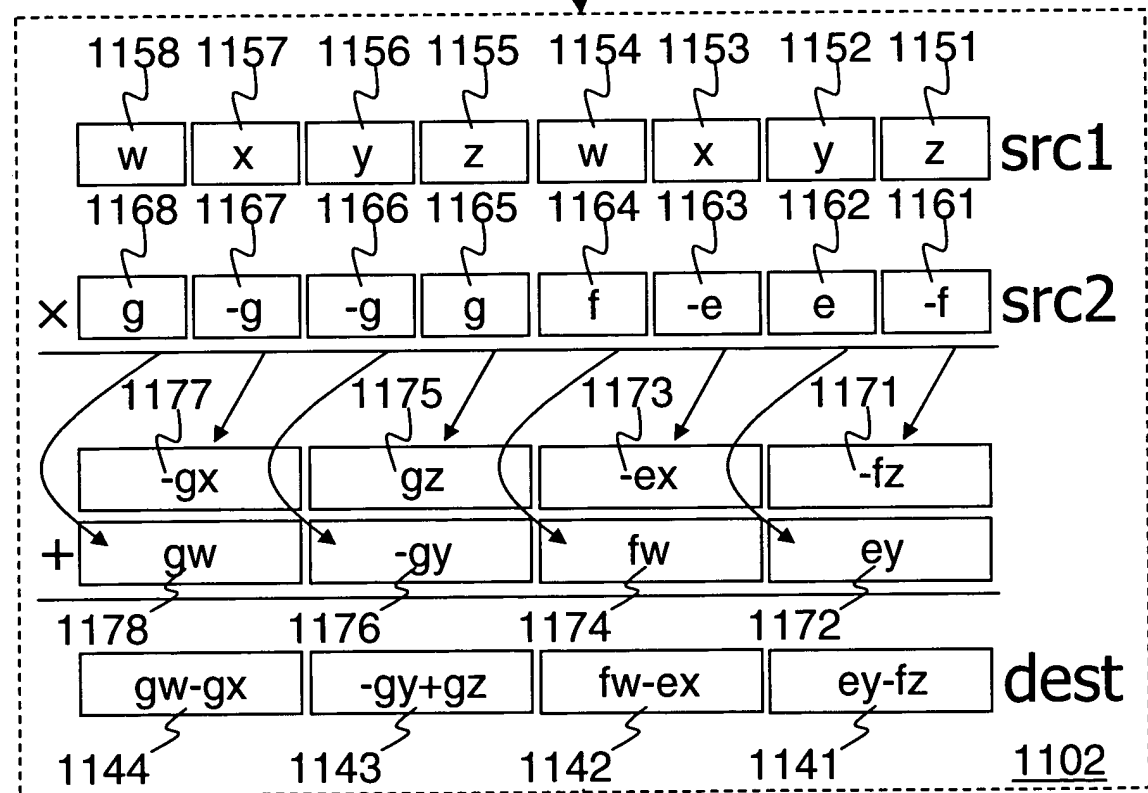 1158 1157 1156 1155 1154 1153 1152 1151
w x y z w x y z src1
1168 1167 1166 1165 1164 1163 1162 1161
× g -g -g g f -e e -f src2
1177 1175 1173 1171
-gx gz -ex -fz
+ gw -gy fw ey
1178 1176 1174 1172
gw-gx -gy+gz fw-ex ey-fz dest
1144 1143 1142 1141 1102